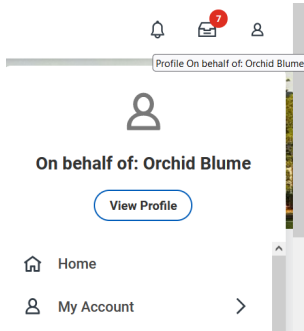 7
Profile On behalf of: Orchid Blume
On behalf of: Orchid Blume
View Profile
Home
My Account